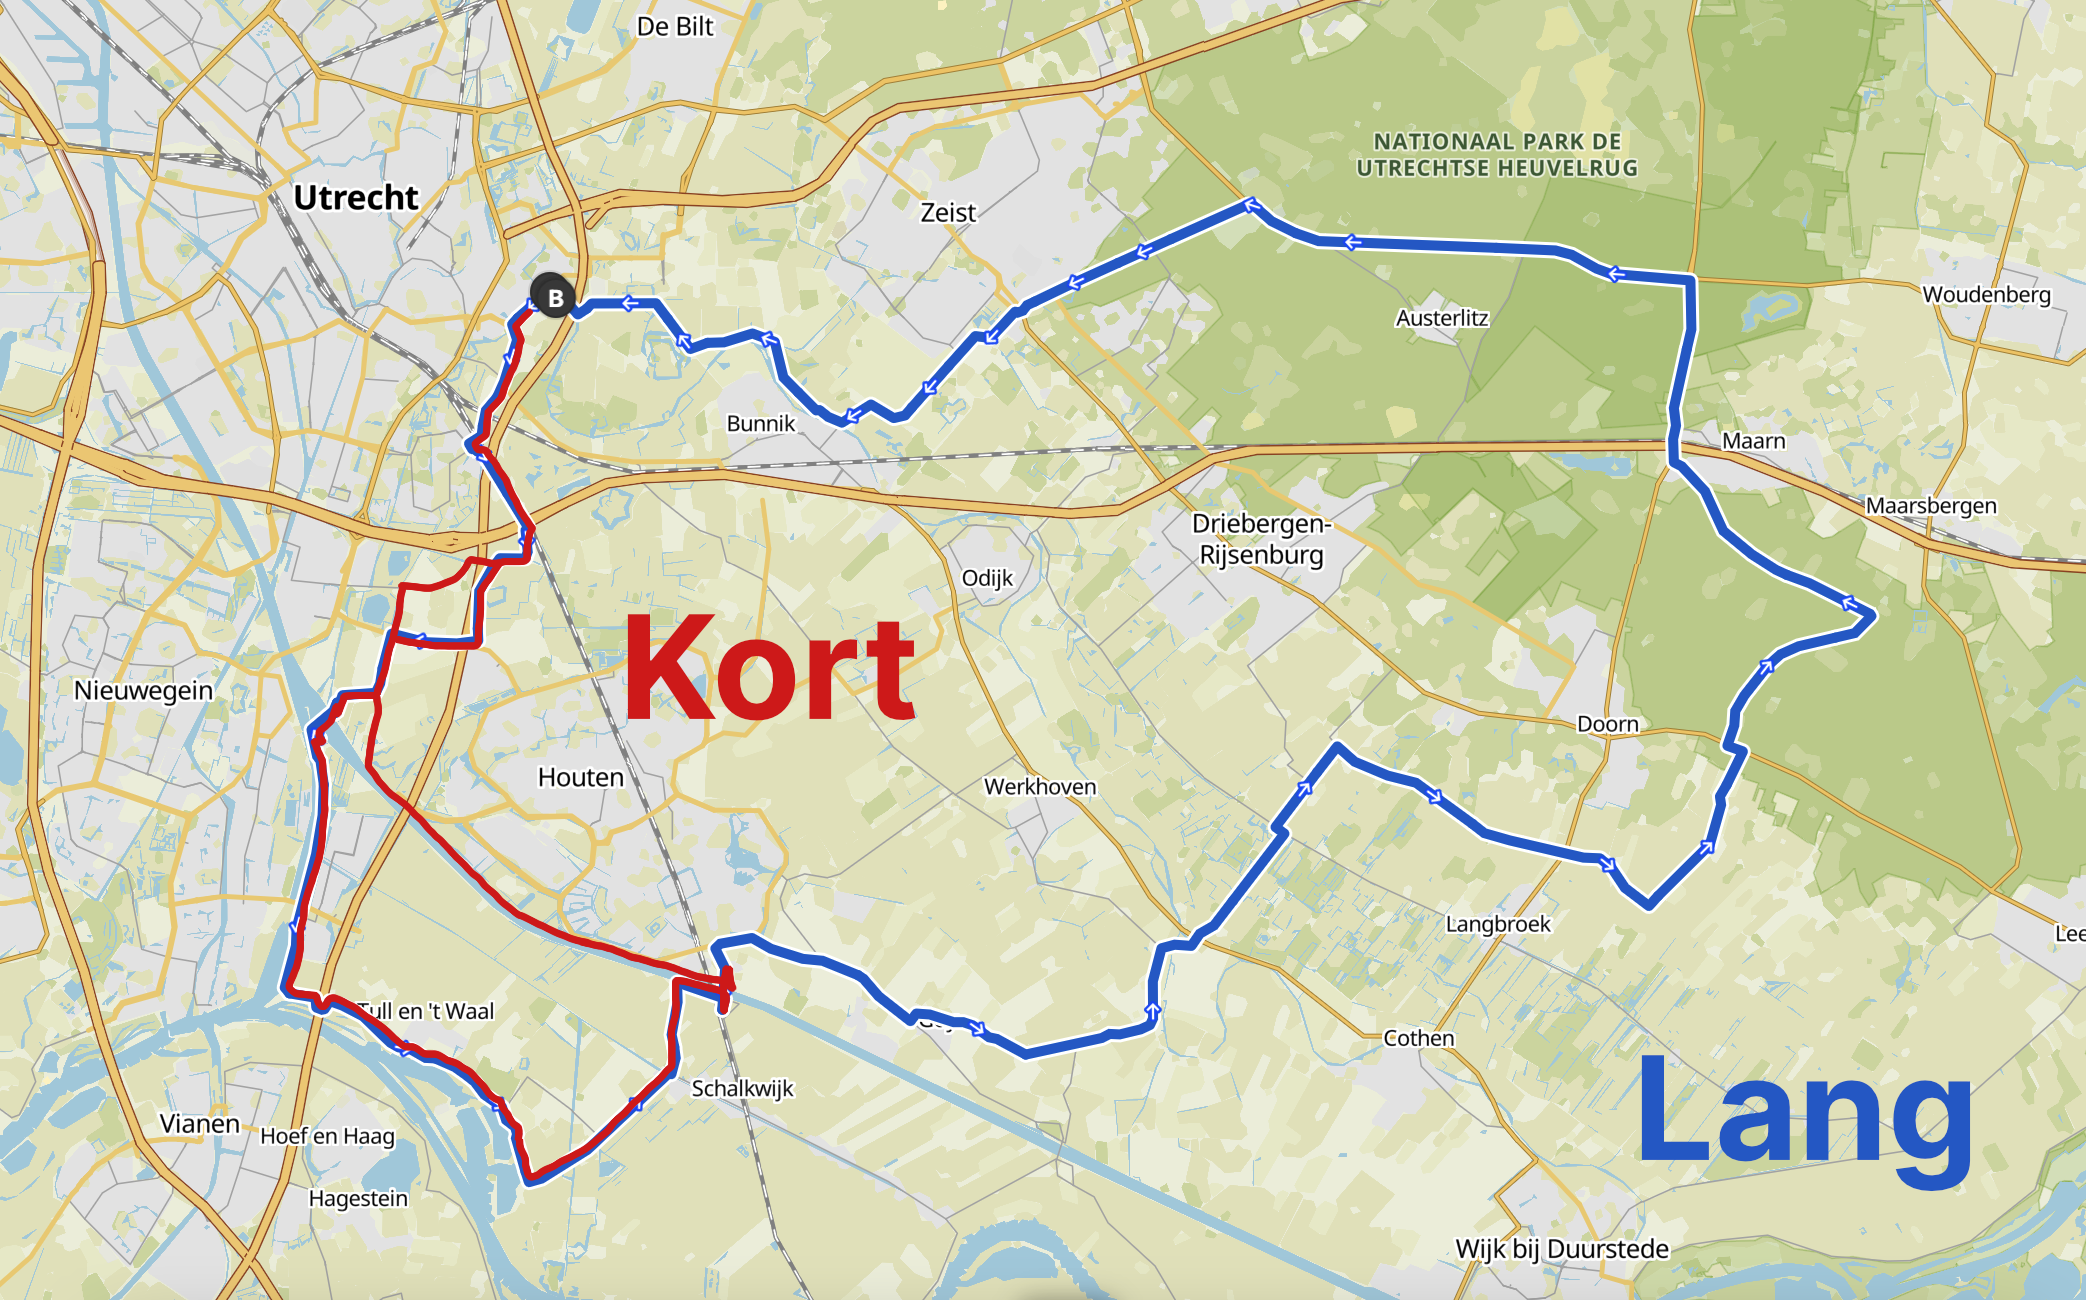 De Bilt
NATIONAAL PARK DE
UTRECHTSE HEUVELRUG
Utrecht
Zeist
B
Woudenberg
Austerlitz
Bunnik
Maarn
Maarsbergen
Driebergen-
Rijsenburg
Odijk
Kort
Nieuwegein
Doorn
Houten
Werkhoven
Langbroek
Tull en 't Waal
Cothen
Schalkwijk
Lang
Vianen
Hoef en Haag
Hagestein
Wijk bij Duurstede